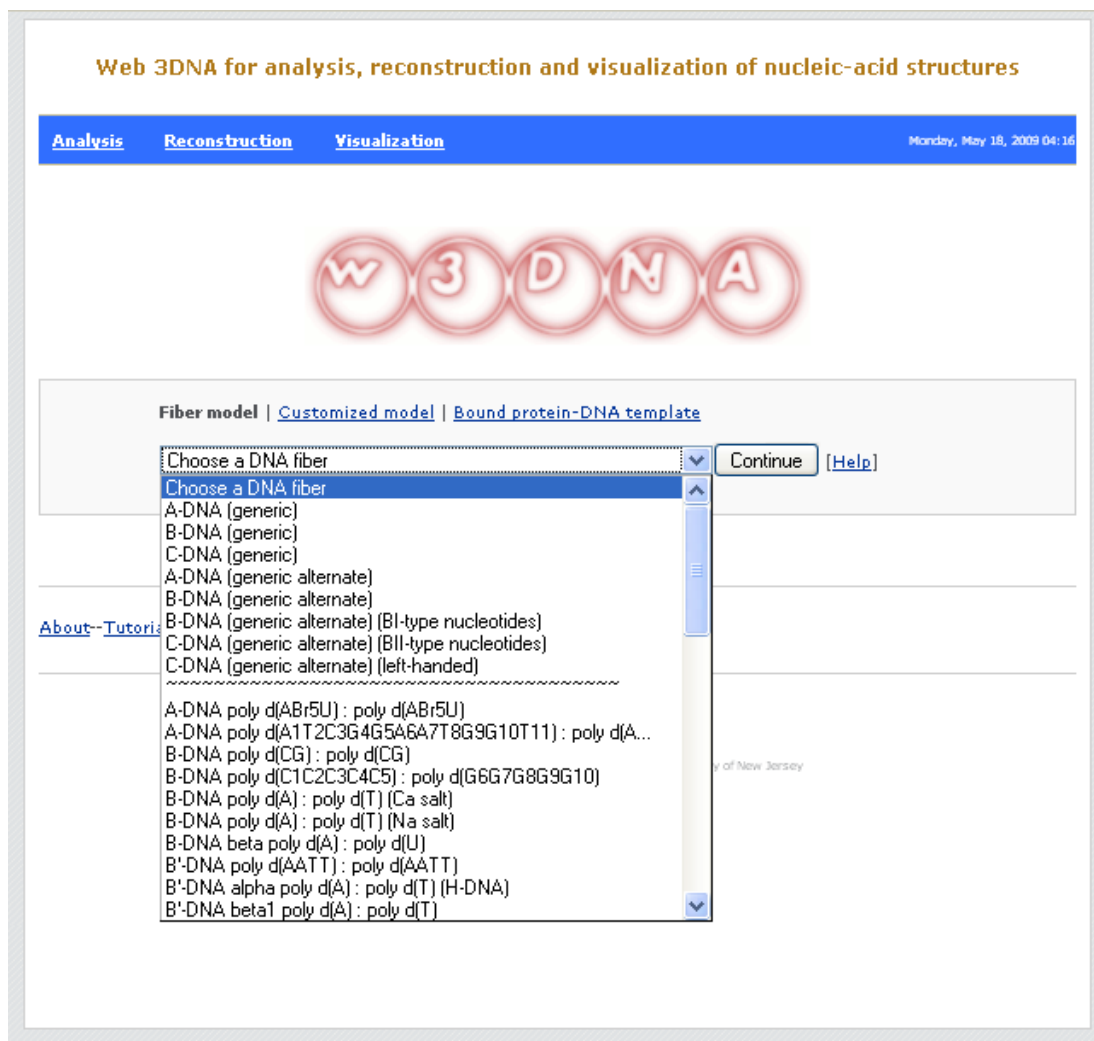 Web 3DNA for analysis, reconstruction and visualization of nucleic-acid structures
Analysis Reconstruction Visualization Monday, May 18, 2009 04:16
W3DNA
Fiber model | Customized model | Bound protein-DNA template
Choose a DNA fiber Continue [Help]
Choose a DNA fiber
A-DNA (generic)
B-DNA (generic)
C-DNA (generic)
A-DNA (generic alternate)
B-DNA (generic alternate)
B-DNA (generic alternate) (BI-type nucleotides)
C-DNA (generic alternate) (BII-type nucleotides)
C-DNA (generic alternate) (left-handed)
~~~~~~~~~~~~~~~~~~~~~~~~~~~~~~~~~~~~~~
A-DNA poly d(ABr5U) : poly d(ABr5U)
A-DNA poly d(A1T2C3G4G5A6A7T8G9G10T11) : poly d(A...
B-DNA poly d(CG) : poly d(CG)
B-DNA poly d(C1C2C3C4C5) : poly d(G6G7G8G9G10)
B-DNA poly d(A) : poly d(T) (Ca salt)
B-DNA poly d(A) : poly d(T) (Na salt)
B-DNA beta poly d(A) : poly d(U)
B'-DNA poly d(AATT) : poly d(AATT)
B'-DNA alpha poly d(A) : poly d(T) (H-DNA)
B'-DNA beta1 poly d(A) : poly d(T)
About--Tutoria
y of New Jersey